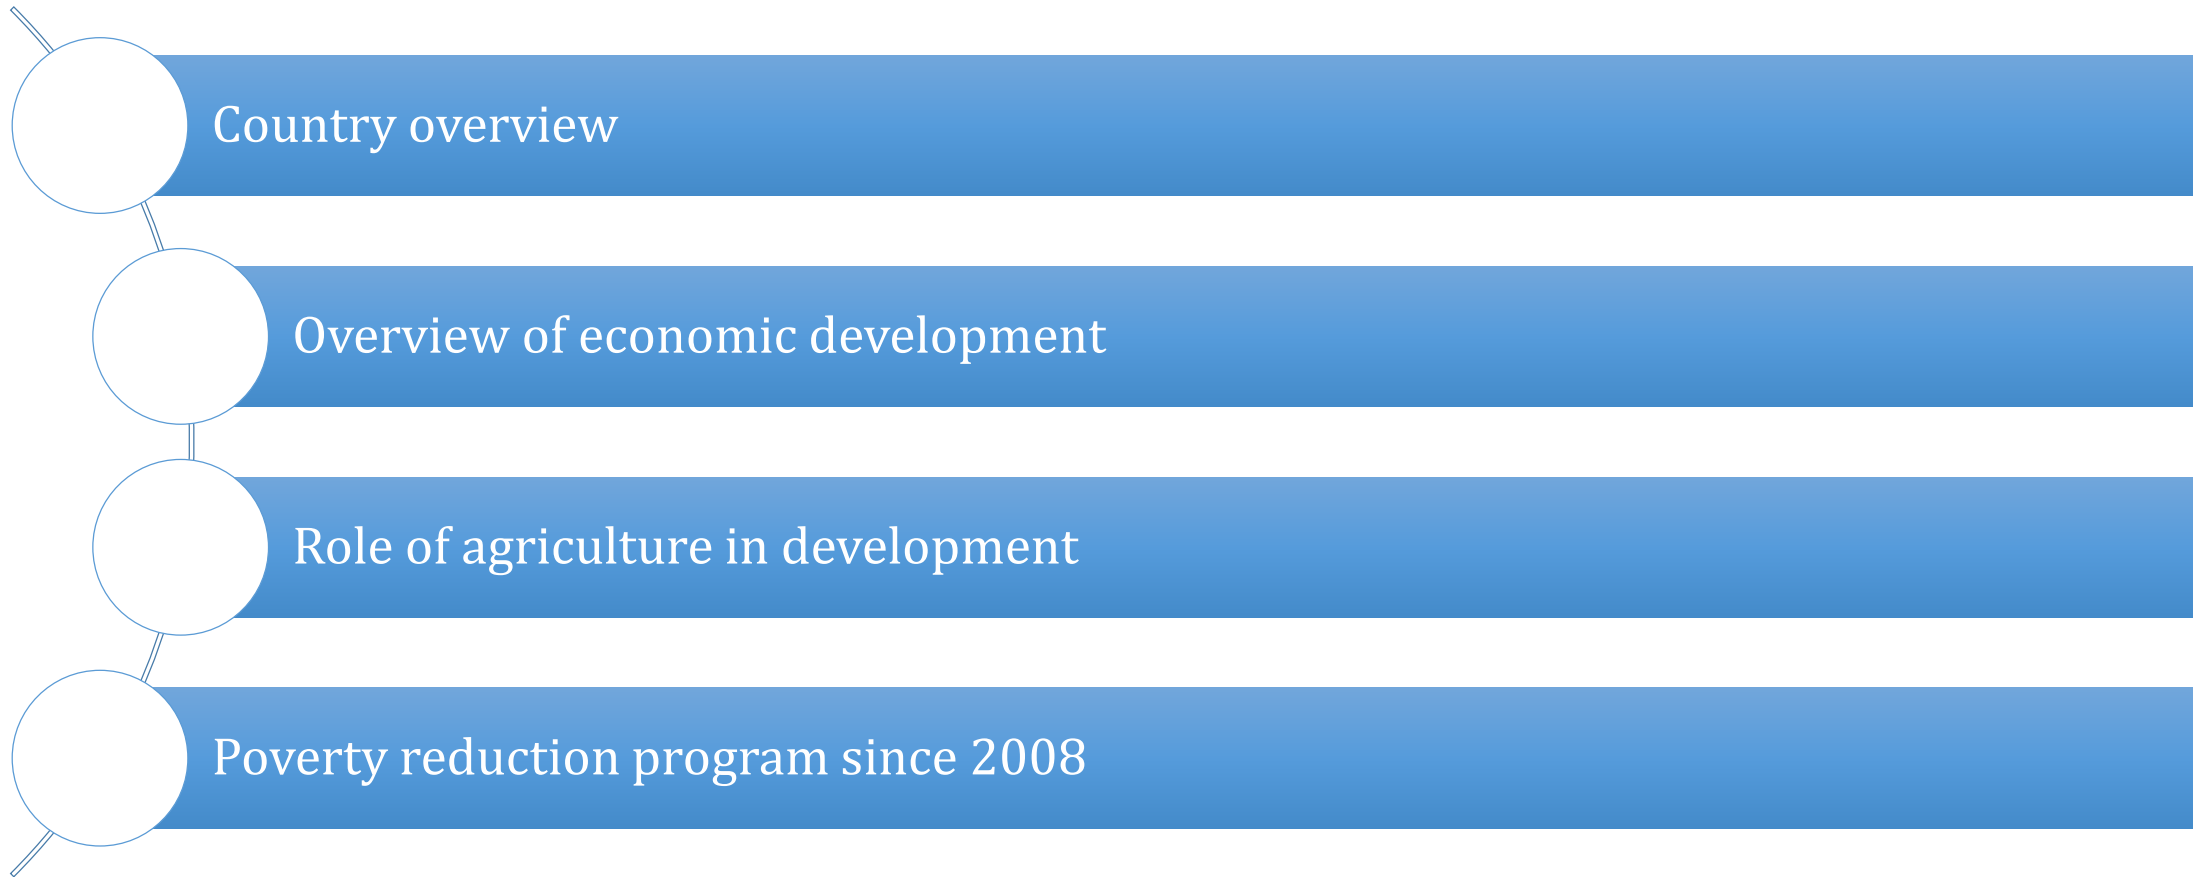 Country overview
Overview of economic development
Role of agriculture in development
Poverty reduction program since 2008